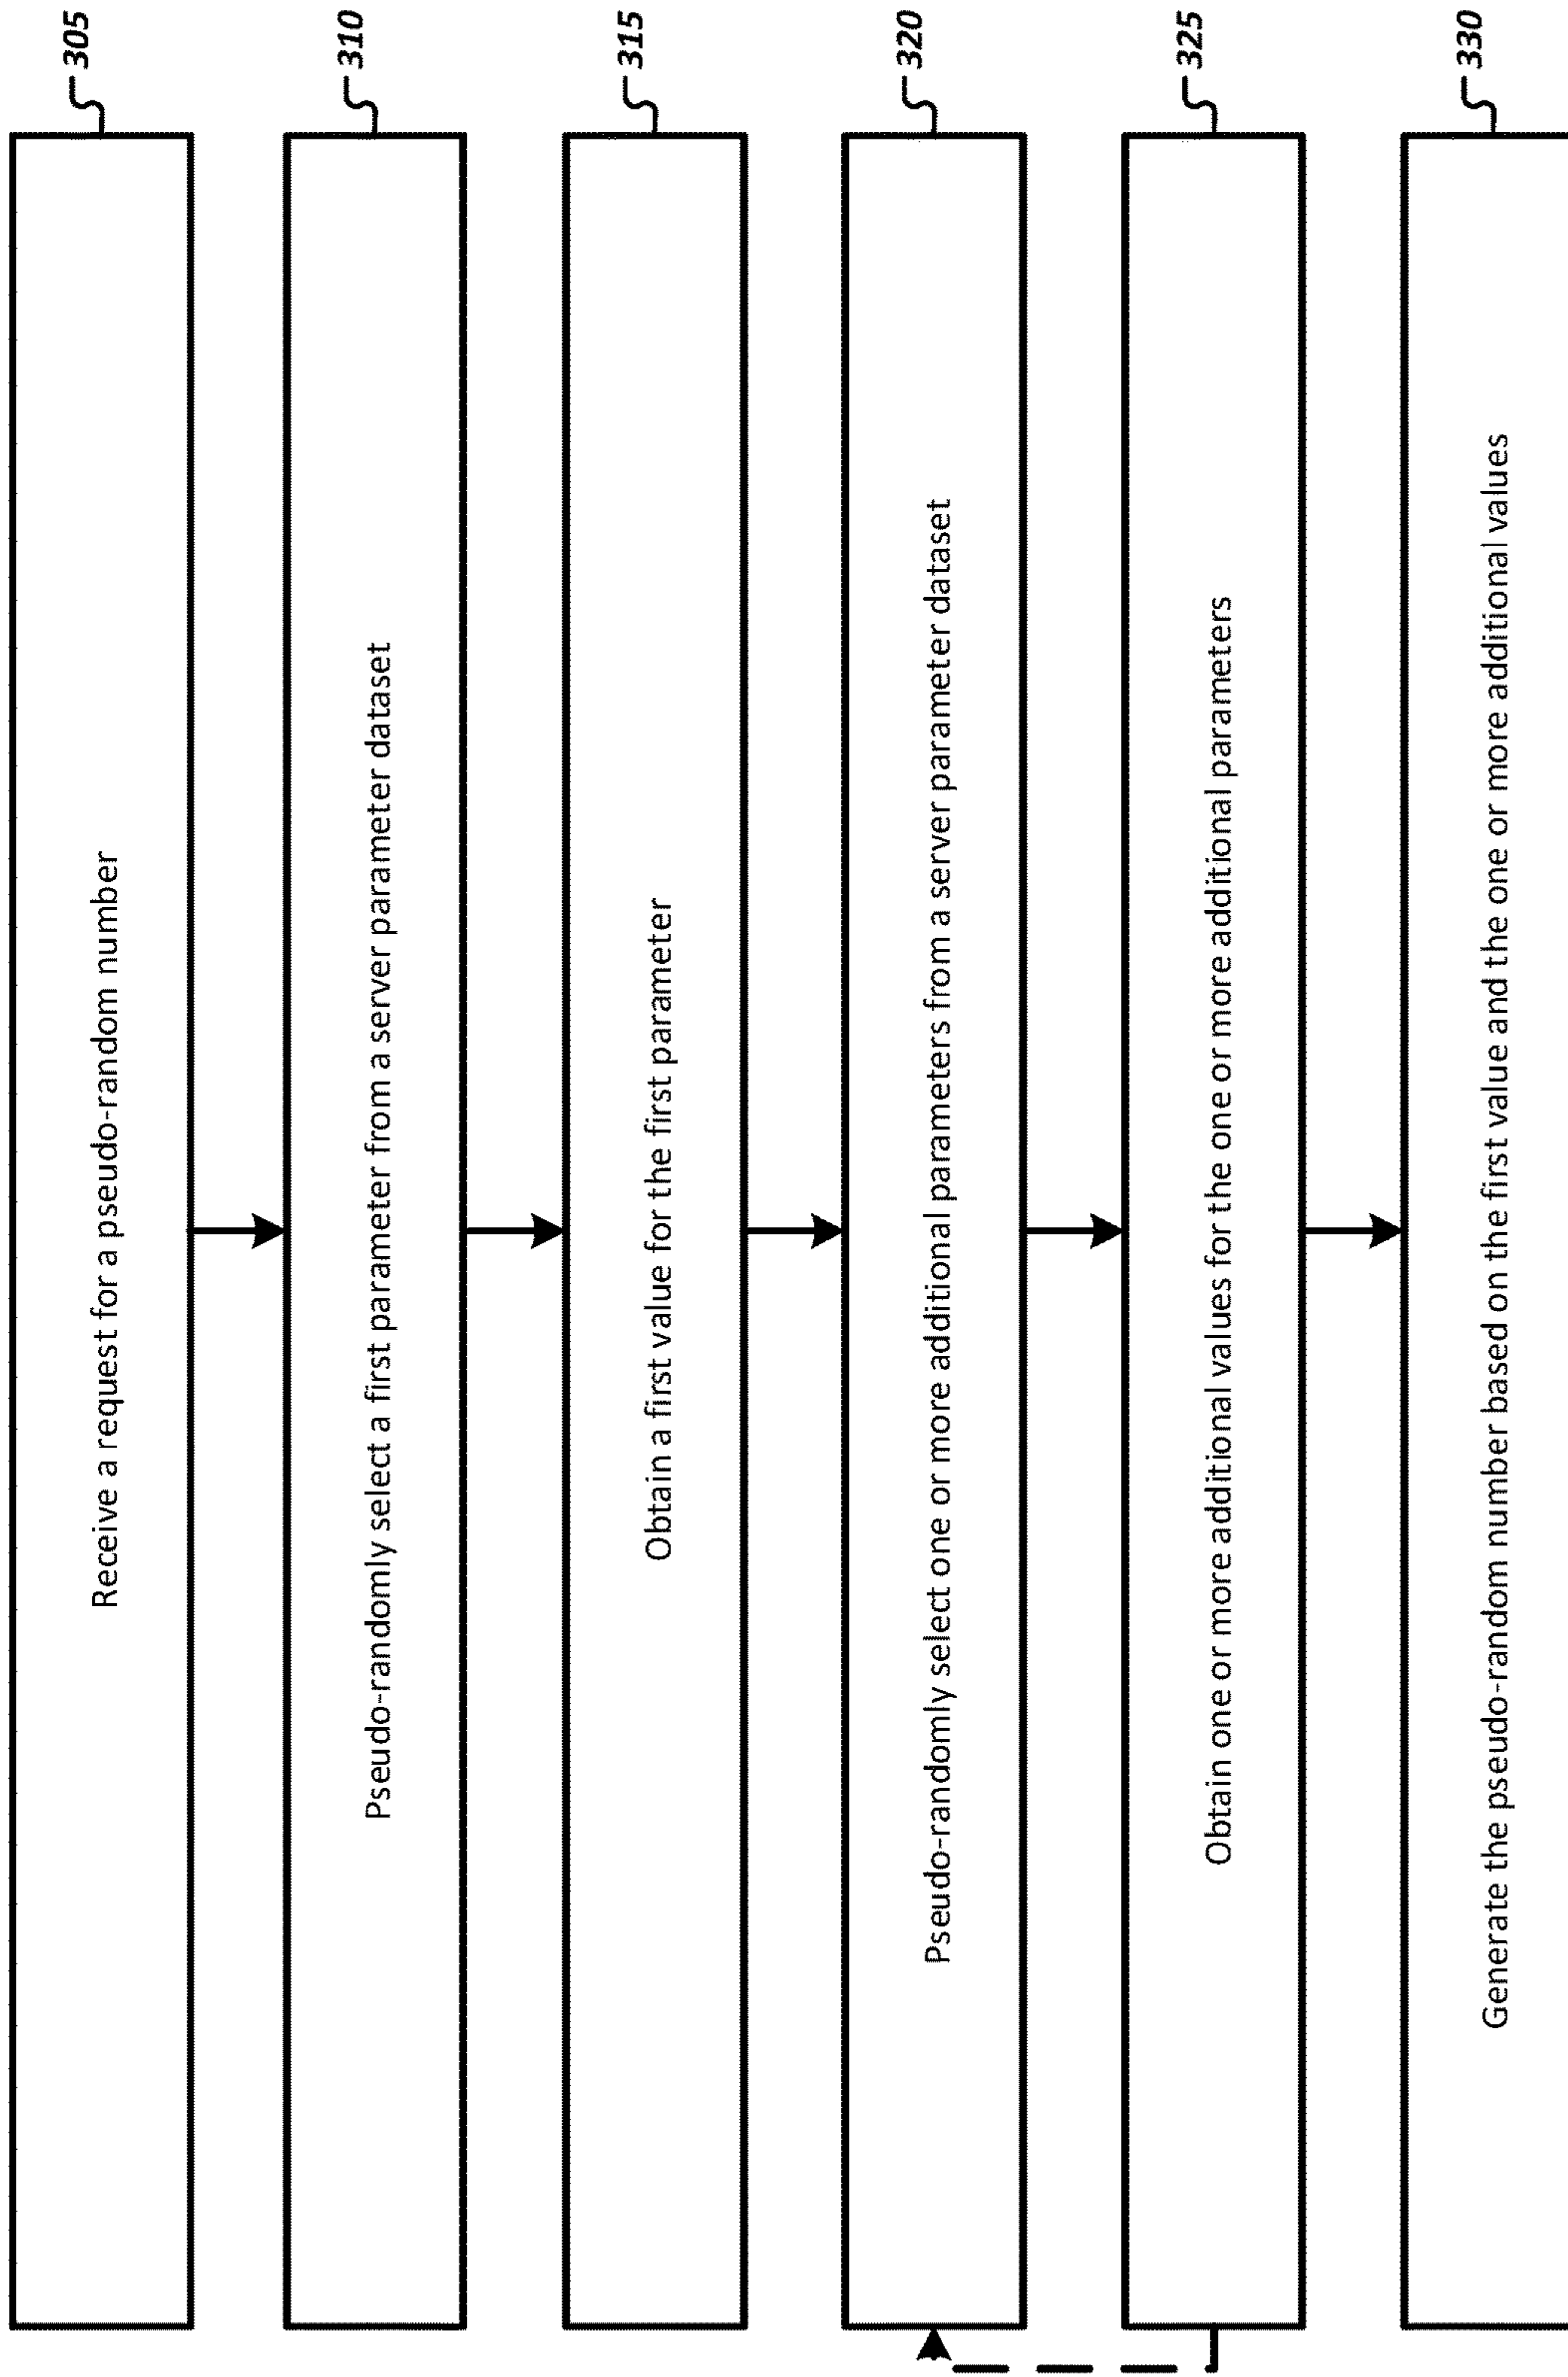 Receive a request for a pseudo-random number
305
Pseudo-randomly select a first parameter from a server parameter dataset
310
Obtain a first value for the first parameter
315
Pseudo-randomly select one or more additional parameters from a server parameter dataset
320
Obtain one or more additional values for the one or more additional parameters
325
Generate the pseudo-random number based on the first value and the one or more additional values
330